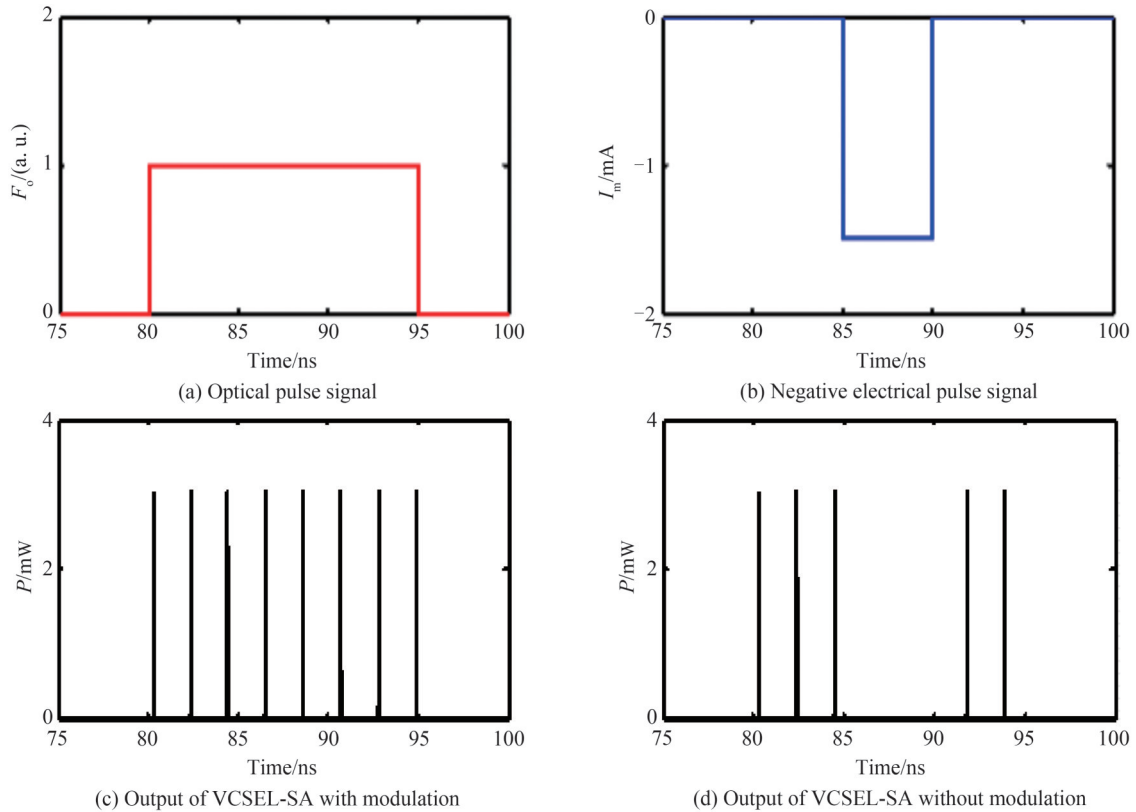 2
1
0
F_o/(a. u.)
75 80 85 90 95 100
Time/ns
(a) Optical pulse signal
0
−1
−2
I_m/mA
75 80 85 90 95 100
Time/ns
(b) Negative electrical pulse signal
4
2
0
P/mW
75 80 85 90 95 100
Time/ns
(c) Output of VCSEL-SA with modulation
4
2
0
P/mW
75 80 85 90 95 100
Time/ns
(d) Output of VCSEL-SA without modulation